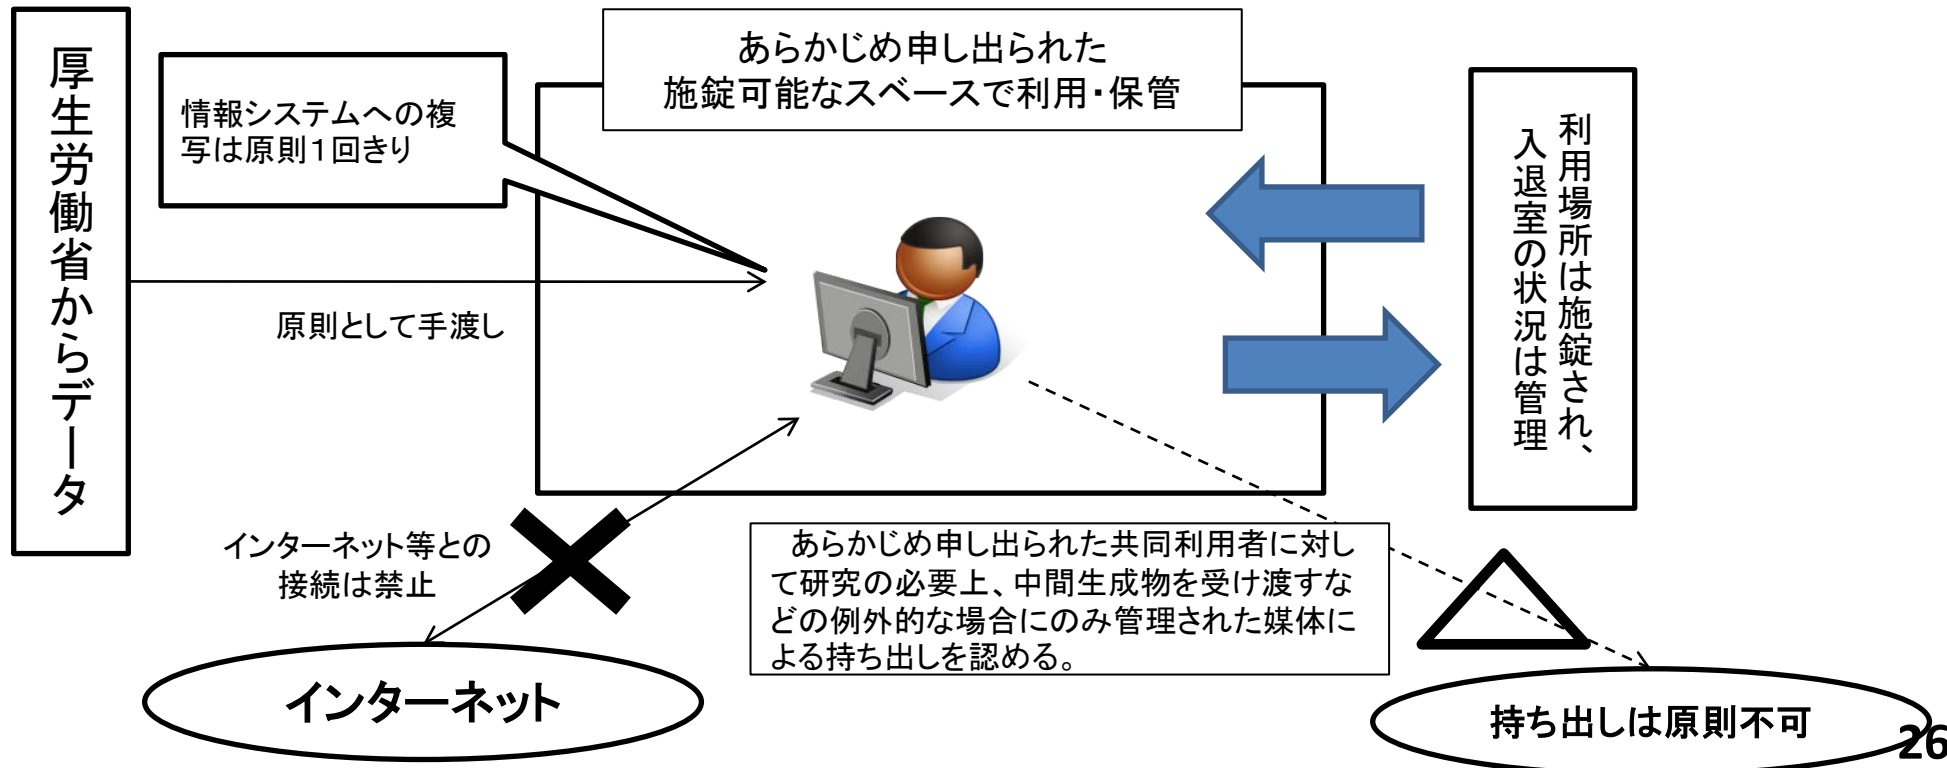 厚生労働省からデータ
情報システムへの複
写は原則１回きり
あらかじめ申し出られた
施錠可能なスペースで利用・保管
利用場所は施錠され、
入退室の状況は管理
原則として手渡し
インターネット等との
接続は禁止
あらかじめ申し出られた共同利用者に対し
て研究の必要上、中間生成物を受け渡すな
どの例外的な場合にのみ管理された媒体に
よる持ち出しを認める。
インターネット
持ち出しは原則不可
26